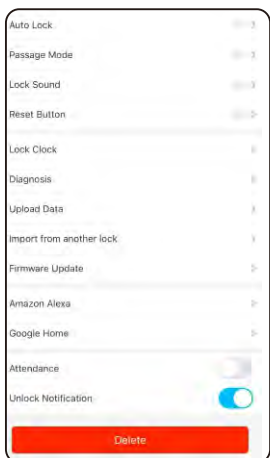 Auto Lock
Passage Mode
Lock Sound
Reset Button
Lock Clock
Diagnosis
Upload Data
Import from another lock
Firmware Update
Amazon Alexa
Google Home
Attendance
Unlock Notification
Delete